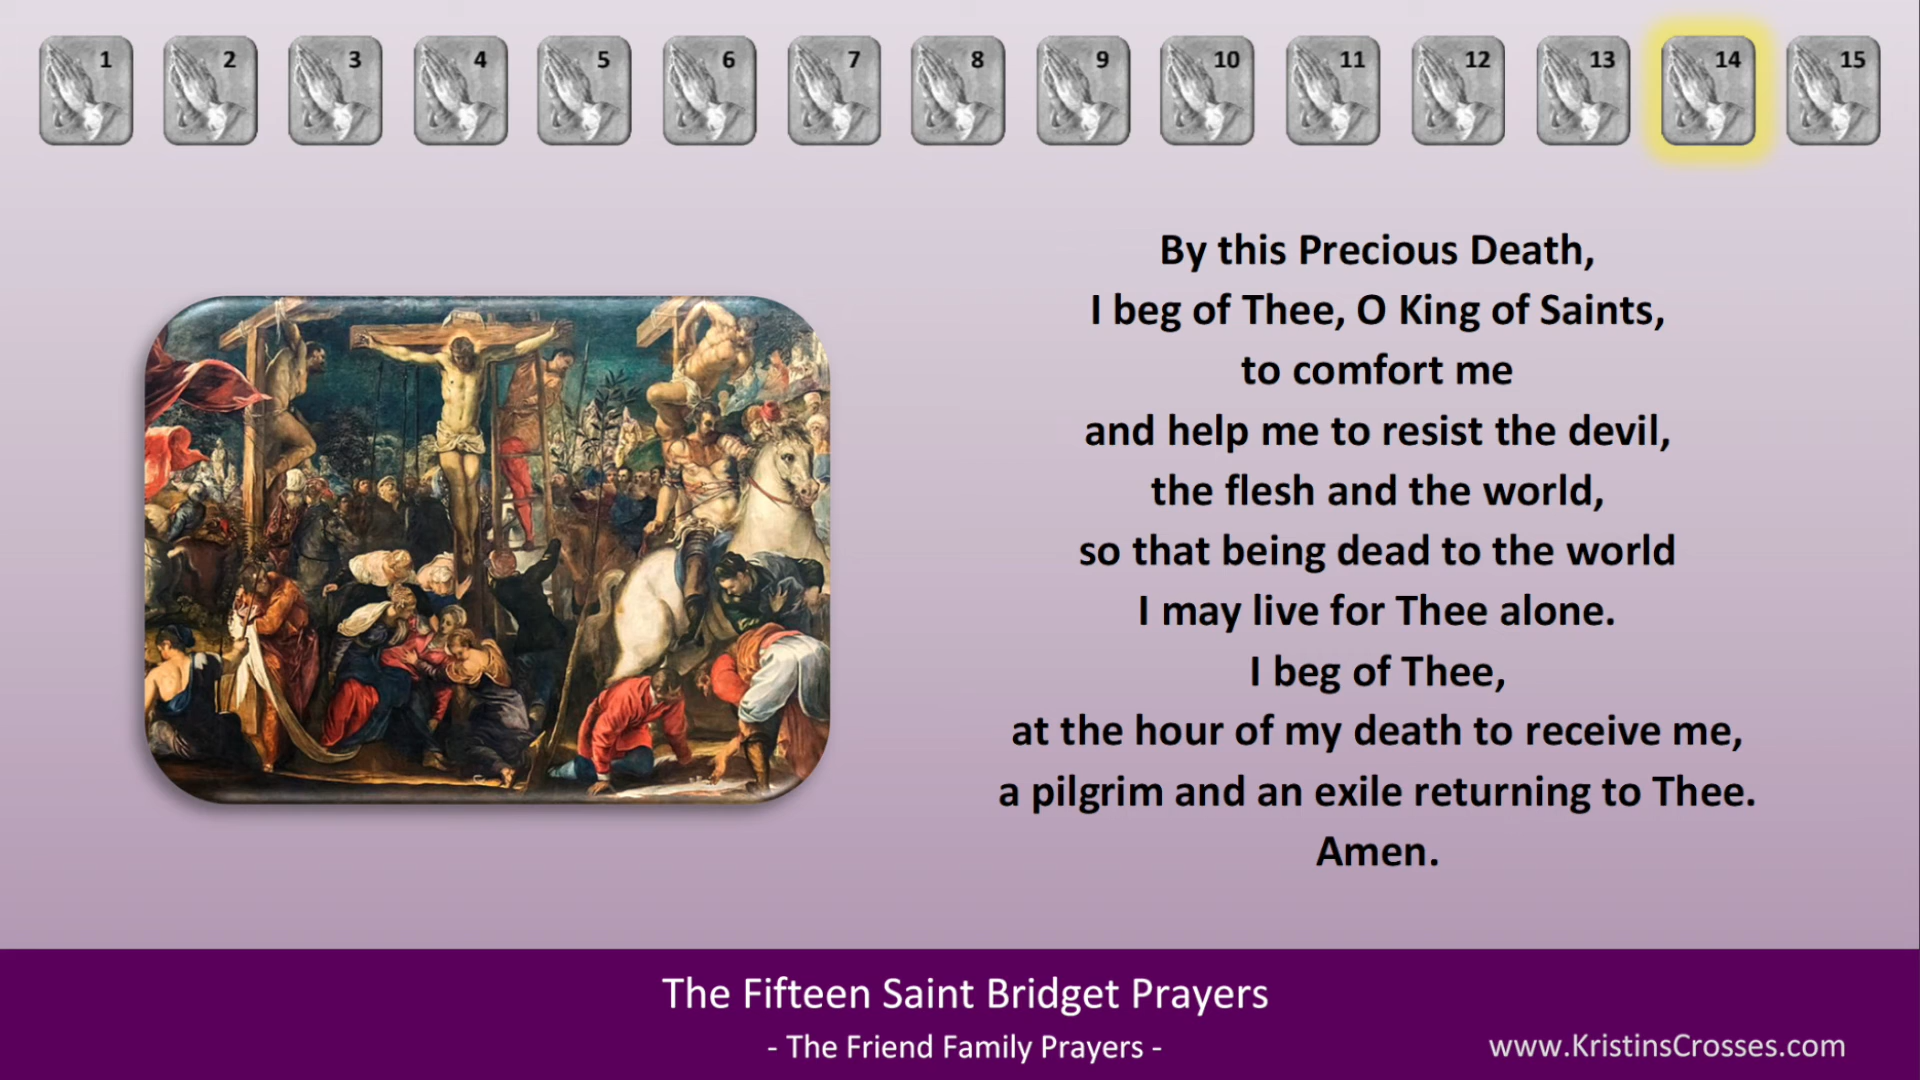 1 2 3 4 5 6 7 8 9 10 11 12 13 14 15
By this Precious Death,
I beg of Thee, O King of Saints,
to comfort me
and help me to resist the devil,
the flesh and the world,
so that being dead to the world
I may live for Thee alone.
I beg of Thee,
at the hour of my death to receive me,
a pilgrim and an exile returning to Thee.
Amen.
The Fifteen Saint Bridget Prayers
- The Friend Family Prayers -
www.KristinsCrosses.com